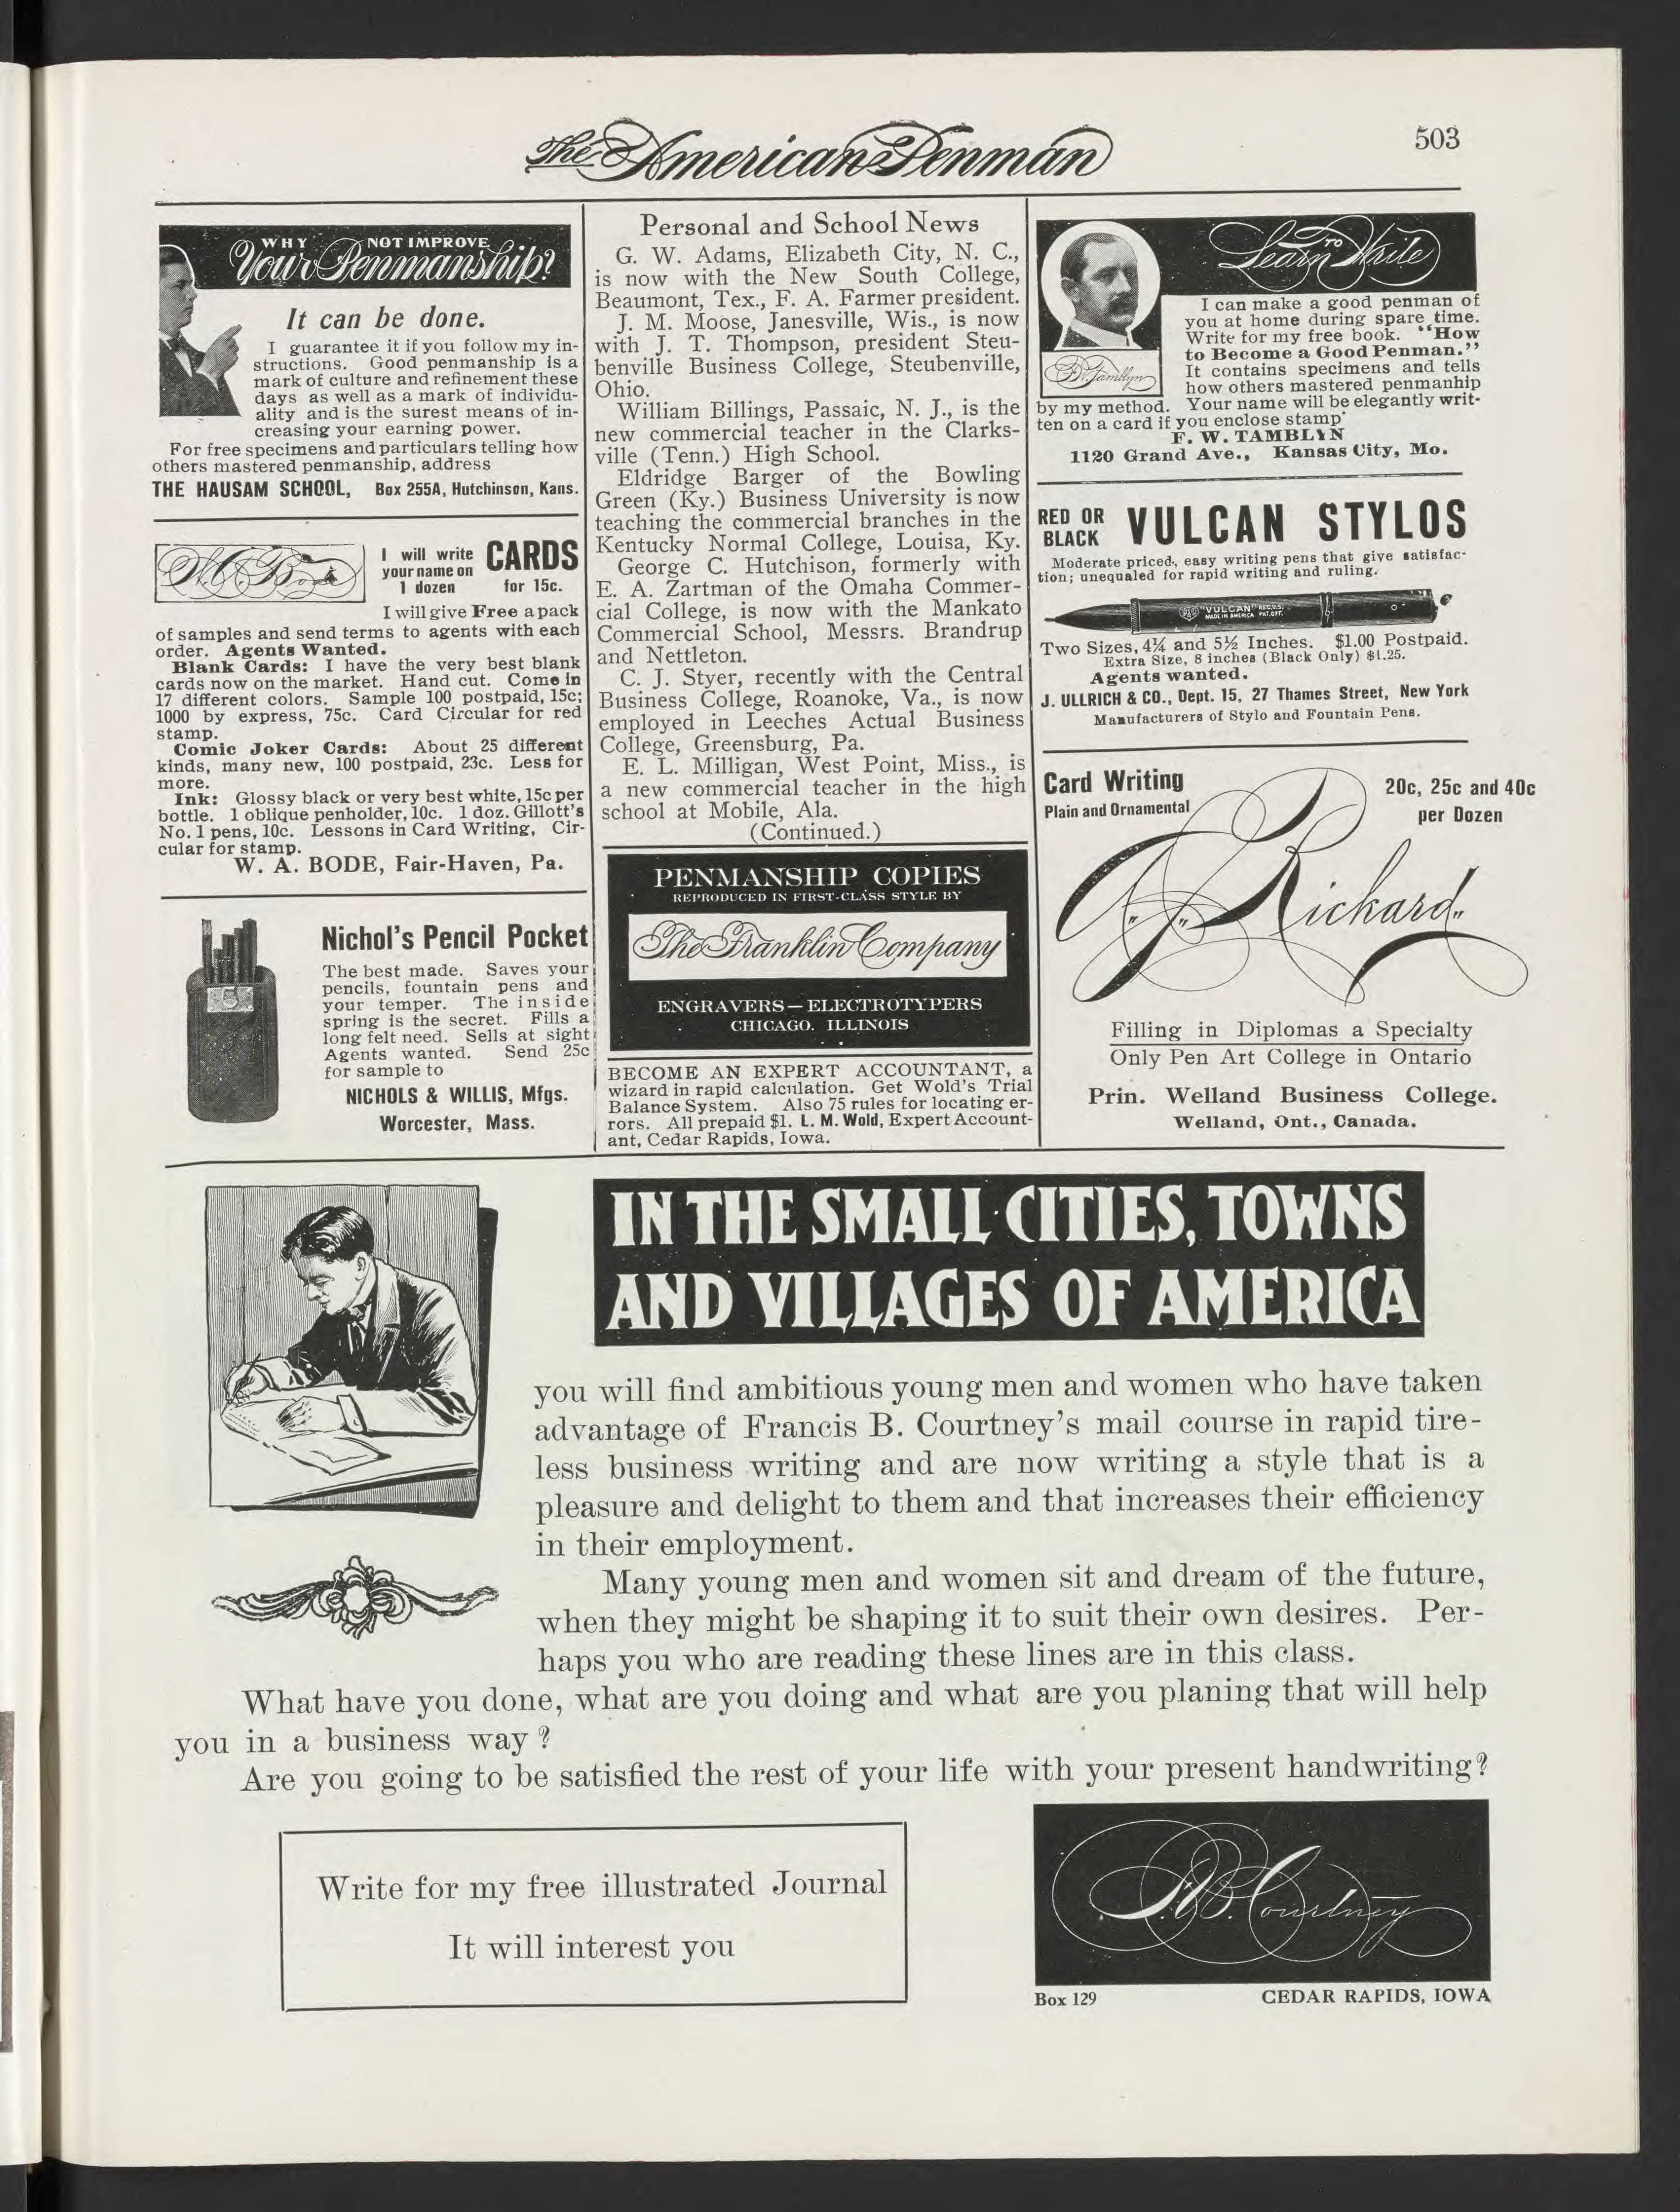 The American Penman
503
WHY NOT IMPROVE
Your Penmanship?
It can be done.
I guarantee it if you follow my in-
structions. Good penmanship is a
mark of culture and refinement these
days as well as a mark of individu-
ality and is the surest means of in-
creasing your earning power.
For free specimens and particulars telling how
others mastered penmanship, address
THE HAUSAM SCHOOL, Box 255A, Hutchinson, Kans.
W. A. Bode
I will write
your name on
1 dozen
CARDS
for 15c.
I will give Free a pack
of samples and send terms to agents with each
order. Agents Wanted.
Blank Cards: I have the very best blank
cards now on the market. Hand cut. Come in
17 different colors. Sample 100 postpaid, 15c;
1000 by express, 75c. Card Circular for red
stamp.
Comic Joker Cards: About 25 different
kinds, many new, 100 postpaid, 23c. Less for
more.
Ink: Glossy black or very best white, 15c per
bottle. 1 oblique penholder, 10c. 1 doz. Gillott's
No. 1 pens, 10c. Lessons in Card Writing, Cir-
cular for stamp.
W. A. BODE, Fair-Haven, Pa.
Nichol's Pencil Pocket
The best made. Saves your
pencils, fountain pens and
your temper. The inside
spring is the secret. Fills a
long felt need. Sells at sight
Agents wanted. Send 25c
for sample to
NICHOLS & WILLIS, Mfgs.
Worcester, Mass.
Personal and School News
G. W. Adams, Elizabeth City, N. C.,
is now with the New South College,
Beaumont, Tex., F. A. Farmer president.
J. M. Moose, Janesville, Wis., is now
with J. T. Thompson, president Steu-
benville Business College, Steubenville,
Ohio.
William Billings, Passaic, N. J., is the
new commercial teacher in the Clarks-
ville (Tenn.) High School.
Eldridge Barger of the Bowling
Green (Ky.) Business University is now
teaching the commercial branches in the
Kentucky Normal College, Louisa, Ky.
George C. Hutchison, formerly with
E. A. Zartman of the Omaha Commer-
cial College, is now with the Mankato
Commercial School, Messrs. Brandrup
and Nettleton.
C. J. Styer, recently with the Central
Business College, Roanoke, Va., is now
employed in Leeches Actual Business
College, Greensburg, Pa.
E. L. Milligan, West Point, Miss., is
a new commercial teacher in the high
school at Mobile, Ala.
(Continued.)
PENMANSHIP COPIES
REPRODUCED IN FIRST-CLASS STYLE BY
The Franklin Company
ENGRAVERS — ELECTROTYPERS
CHICAGO. ILLINOIS
BECOME AN EXPERT ACCOUNTANT, a
wizard in rapid calculation. Get Wold's Trial
Balance System. Also 75 rules for locating er-
rors. All prepaid $1. L. M. Wold, Expert Account-
ant, Cedar Rapids, Iowa.
Learn TO Write
F. W. Tamblyn
I can make a good penman of
you at home during spare time.
Write for my free book. "How
to Become a Good Penman."
It contains specimens and tells
how others mastered penmanhip
by my method. Your name will be elegantly writ-
ten on a card if you enclose stamp
F. W. TAMBLYN
1120 Grand Ave., Kansas City, Mo.
RED OR
BLACK
VULCAN STYLOS
Moderate priced, easy writing pens that give satisfac-
tion; unequaled for rapid writing and ruling.
"VULCAN" REG. U.S.
MADE IN AMERICA PAT. OFF.
Two Sizes, 4¼ and 5½ Inches. $1.00 Postpaid.
Extra Size, 8 inches (Black Only) $1.25.
Agents wanted.
J. ULLRICH & CO., Dept. 15, 27 Thames Street, New York
Manufacturers of Stylo and Fountain Pens.
Card Writing
Plain and Ornamental
20c, 25c and 40c
per Dozen
Rickard
Filling in Diplomas a Specialty
Only Pen Art College in Ontario
Prin. Welland Business College.
Welland, Ont., Canada.
IN THE SMALL CITIES, TOWNS
AND VILLAGES OF AMERICA
you will find ambitious young men and women who have taken
advantage of Francis B. Courtney's mail course in rapid tire-
less business writing and are now writing a style that is a
pleasure and delight to them and that increases their efficiency
in their employment.
Many young men and women sit and dream of the future,
when they might be shaping it to suit their own desires. Per-
haps you who are reading these lines are in this class.
What have you done, what are you doing and what are you planing that will help
you in a business way?
Are you going to be satisfied the rest of your life with your present handwriting?
Write for my free illustrated Journal
It will interest you
F. B. Courtney
Box 129
CEDAR RAPIDS, IOWA